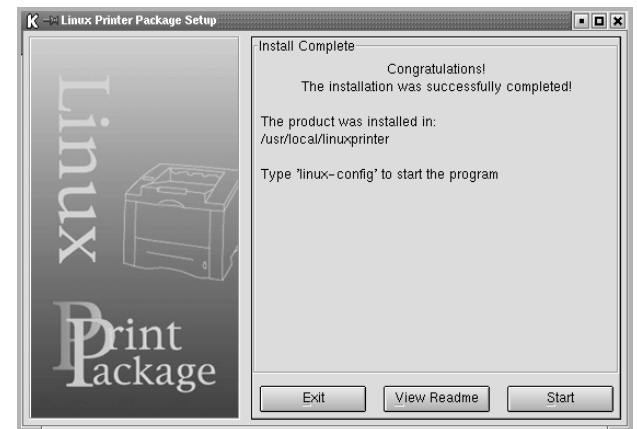 Linux Printer Package Setup
Linux
Print
Package
Install Complete
Congratulations!
The installation was successfully completed!
The product was installed in:
/usr/local/linuxprinter
Type 'linux-config' to start the program
Exit
View Readme
Start